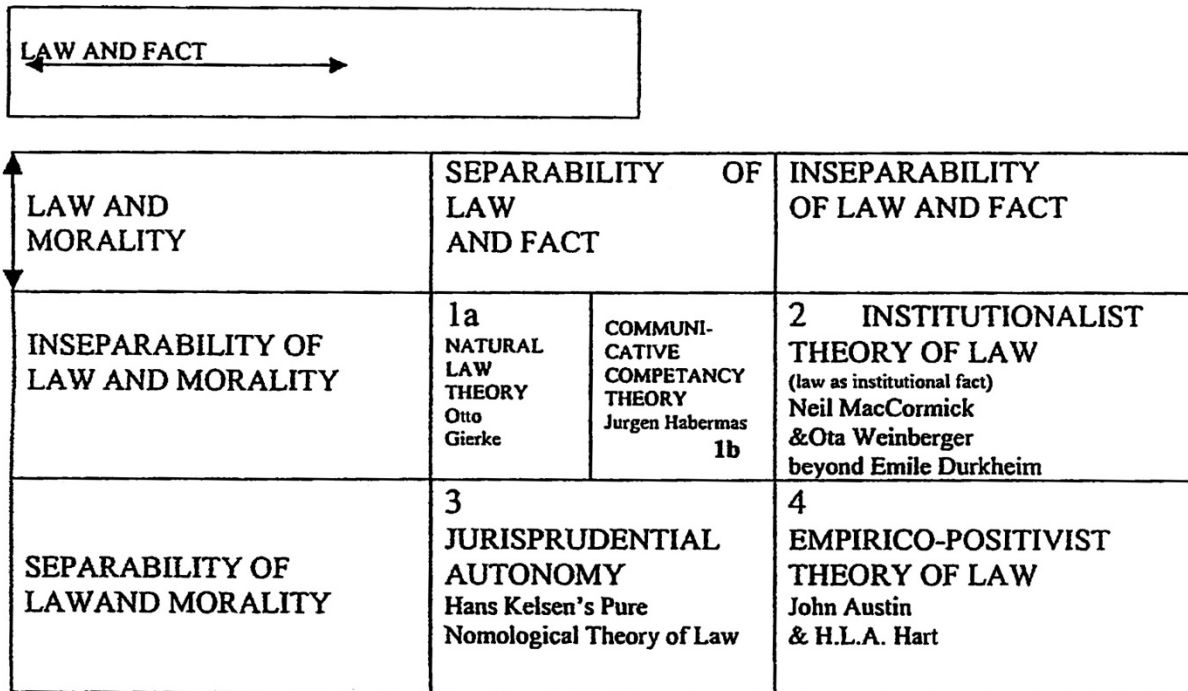 LAW AND FACT
LAW AND
MORALITY
SEPARABILITY OF
LAW
AND FACT
INSEPARABILITY
OF LAW AND FACT
INSEPARABILITY OF
LAW AND MORALITY
1a
NATURAL
LAW
THEORY
Otto
Gierke
COMMUNI-
CATIVE
COMPETANCY
THEORY
Jurgen Habermas
1b
2 INSTITUTIONALIST
THEORY OF LAW
(law as institutional fact)
Neil MacCormick
&Ota Weinberger
beyond Emile Durkheim
SEPARABILITY OF
LAWAND MORALITY
3
JURISPRUDENTIAL
AUTONOMY
Hans Kelsen's Pure
Nomological Theory of Law
4
EMPIRICO-POSITIVIST
THEORY OF LAW
John Austin
& H.L.A. Hart